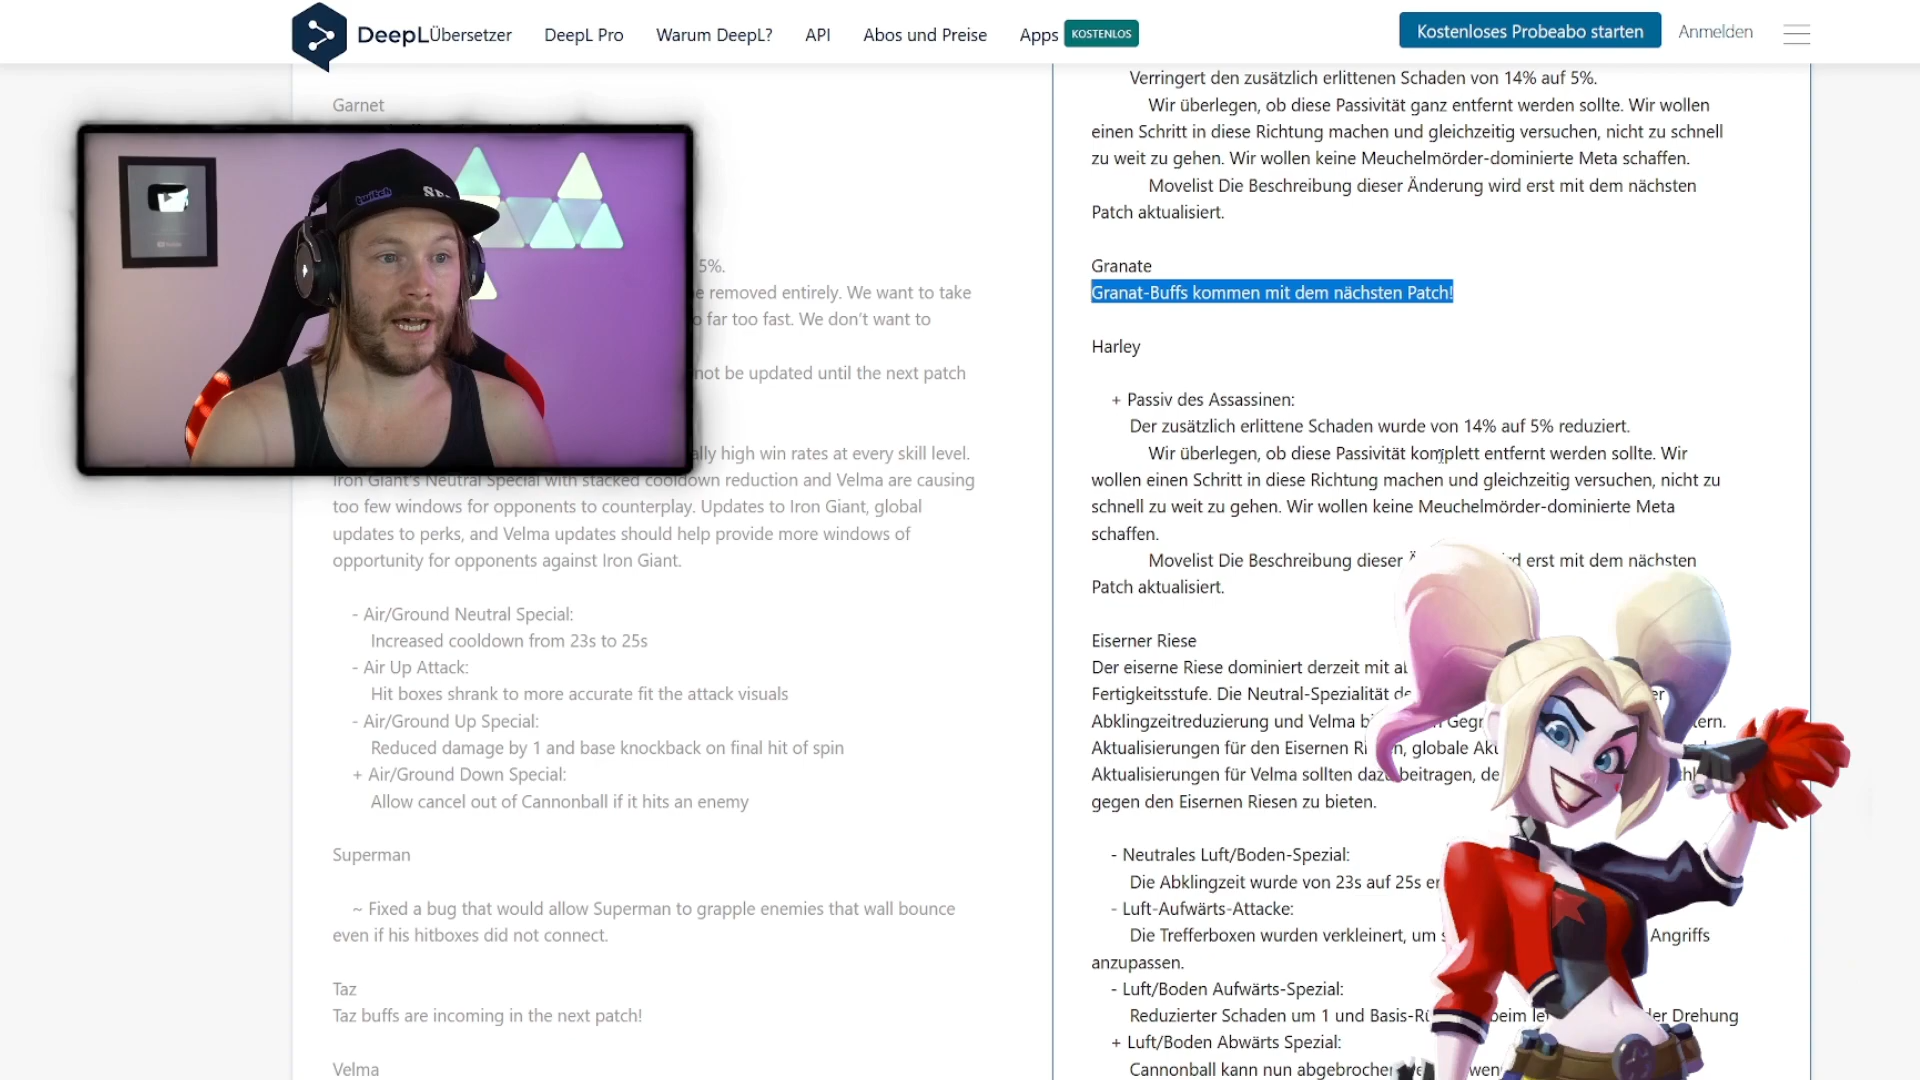 DeepL Übersetzer
DeepL Pro
Warum DeepL?
API
Abos und Preise
Apps
KOSTENLOS
Kostenloses Probeabo starten
Anmelden
Garnet
5%.
removed entirely. We want to take
far too fast. We don't want to
not be updated until the next patch
high win rates at every skill level.
Iron Giant's Neutral Special with stacked cooldown reduction and Velma are causing
too few windows for opponents to counterplay. Updates to Iron Giant, global
updates to perks, and Velma updates should help provide more windows of
opportunity for opponents against Iron Giant.
- Air/Ground Neutral Special:
Increased cooldown from 23s to 25s
- Air Up Attack:
Hit boxes shrank to more accurate fit the attack visuals
- Air/Ground Up Special:
Reduced damage by 1 and base knockback on final hit of spin
+ Air/Ground Down Special:
Allow cancel out of Cannonball if it hits an enemy
Superman
~ Fixed a bug that would allow Superman to grapple enemies that wall bounce
even if his hitboxes did not connect.
Taz
Taz buffs are incoming in the next patch!
Velma
twitch
Verringert den zusätzlich erlittenen Schaden von 14% auf 5%.
Wir überlegen, ob diese Passivität ganz entfernt werden sollte. Wir wollen
einen Schritt in diese Richtung machen und gleichzeitig versuchen, nicht zu schnell
zu weit zu gehen. Wir wollen keine Meuchelmörder-dominierte Meta schaffen.
Movelist Die Beschreibung dieser Änderung wird erst mit dem nächsten
Patch aktualisiert.
Granate
Granat-Buffs kommen mit dem nächsten Patch!
Harley
+ Passiv des Assassinen:
Der zusätzlich erlittene Schaden wurde von 14% auf 5% reduziert.
Wir überlegen, ob diese Passivität komplett entfernt werden sollte. Wir
wollen einen Schritt in diese Richtung machen und gleichzeitig versuchen, nicht zu
schnell zu weit zu gehen. Wir wollen keine Meuchelmörder-dominierte Meta
schaffen.
Movelist Die Beschreibung dieser erst mit dem nächsten
Patch aktualisiert.
Eiserner Riese
Der eiserne Riese dominiert derzeit mit
Fertigkeitsstufe. Die Neutral-Spezialität
Abklingzeitreduzierung und Velma
Aktualisierungen für den Eisernen globale
Aktualisierungen für Velma sollten beitragen,
gegen den Eisernen Riesen zu bieten.
- Neutrales Luft/Boden-Spezial:
Die Abklingzeit wurde von 23s auf 25s
- Luft-Aufwärts-Attacke:
Die Trefferboxen wurden verkleinert, um Angriffs
anzupassen.
- Luft/Boden Aufwärts-Spezial:
Reduzierter Schaden um 1 und beim Drehung
+ Luft/Boden Abwärts Spezial:
Cannonball kann nun